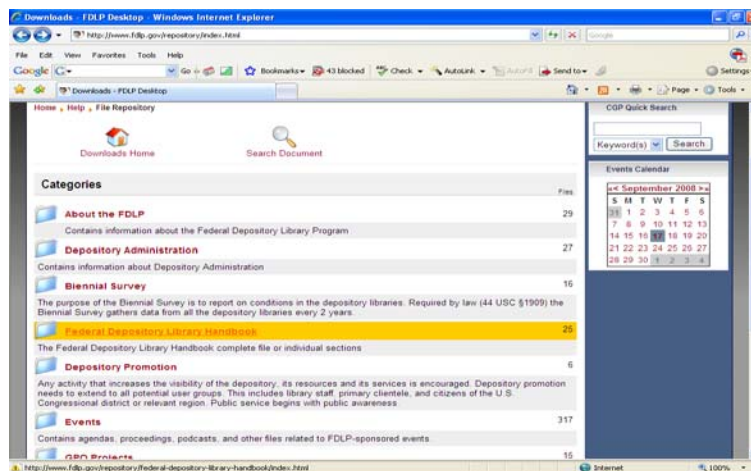 Downloads - FDLP Desktop - Windows Internet Explorer
http://www.fdlp.gov/repository/index.html
Google
File Edit View Favorites Tools Help
Google G Go Bookmarks 43 blocked Check AutoLink AutoFill Send to Settings
Downloads - FDLP Desktop Page Tools
Home , Help , File Repository
Downloads Home Search Document
Categories
Files
About the FDLP 29
Contains information about the Federal Depository Library Program
Depository Administration 27
Contains information about Depository Administration
Biennial Survey 16
The purpose of the Biennial Survey is to report on conditions in the depository libraries. Required by law (44 USC §1909) the
Biennial Survey gathers data from all the depository libraries every 2 years.
Federal Depository Library Handbook 25
The Federal Depository Library Handbook complete file or individual sections
Depository Promotion 6
Any activity that increases the visibility of the depository, its resources and its services is encouraged. Depository promotion
needs to extend to all potential user groups. This includes library staff, primary clientele, and citizens of the U.S.
Congressional district or relevant region. Public service begins with public awareness.
Events 317
Contains agendas, proceedings, podcasts, and other files related to FDLP-sponsored events.
GPO Projects 15
CGP Quick Search
Keyword(s) Search
Events Calendar
«< September 2008 >»
S M T W T F S
31 1 2 3 4 5 6
7 8 9 10 11 12 13
14 15 16 17 18 19 20
21 22 23 24 25 26 27
28 29 30 1 2 3 4
http://www.fdlp.gov/repository/federal-depository-library-handbook/index.html Internet 100%